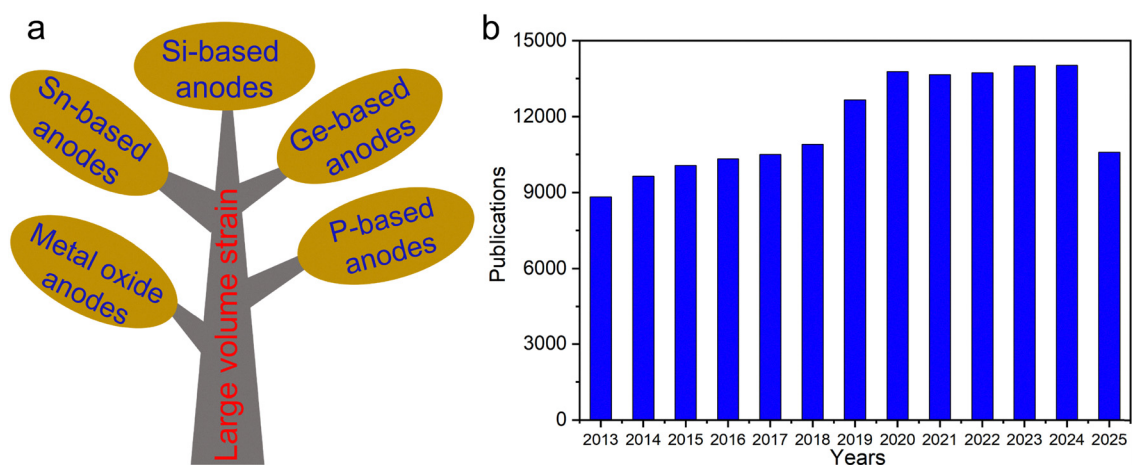 a
Si-based
anodes
Sn-based
anodes
Ge-based
anodes
P-based
anodes
Metal oxide
anodes
Large volume strain
b
15000
12000
9000
6000
3000
0
Publications
2013 2014 2015 2016 2017 2018 2019 2020 2021 2022 2023 2024 2025
Years